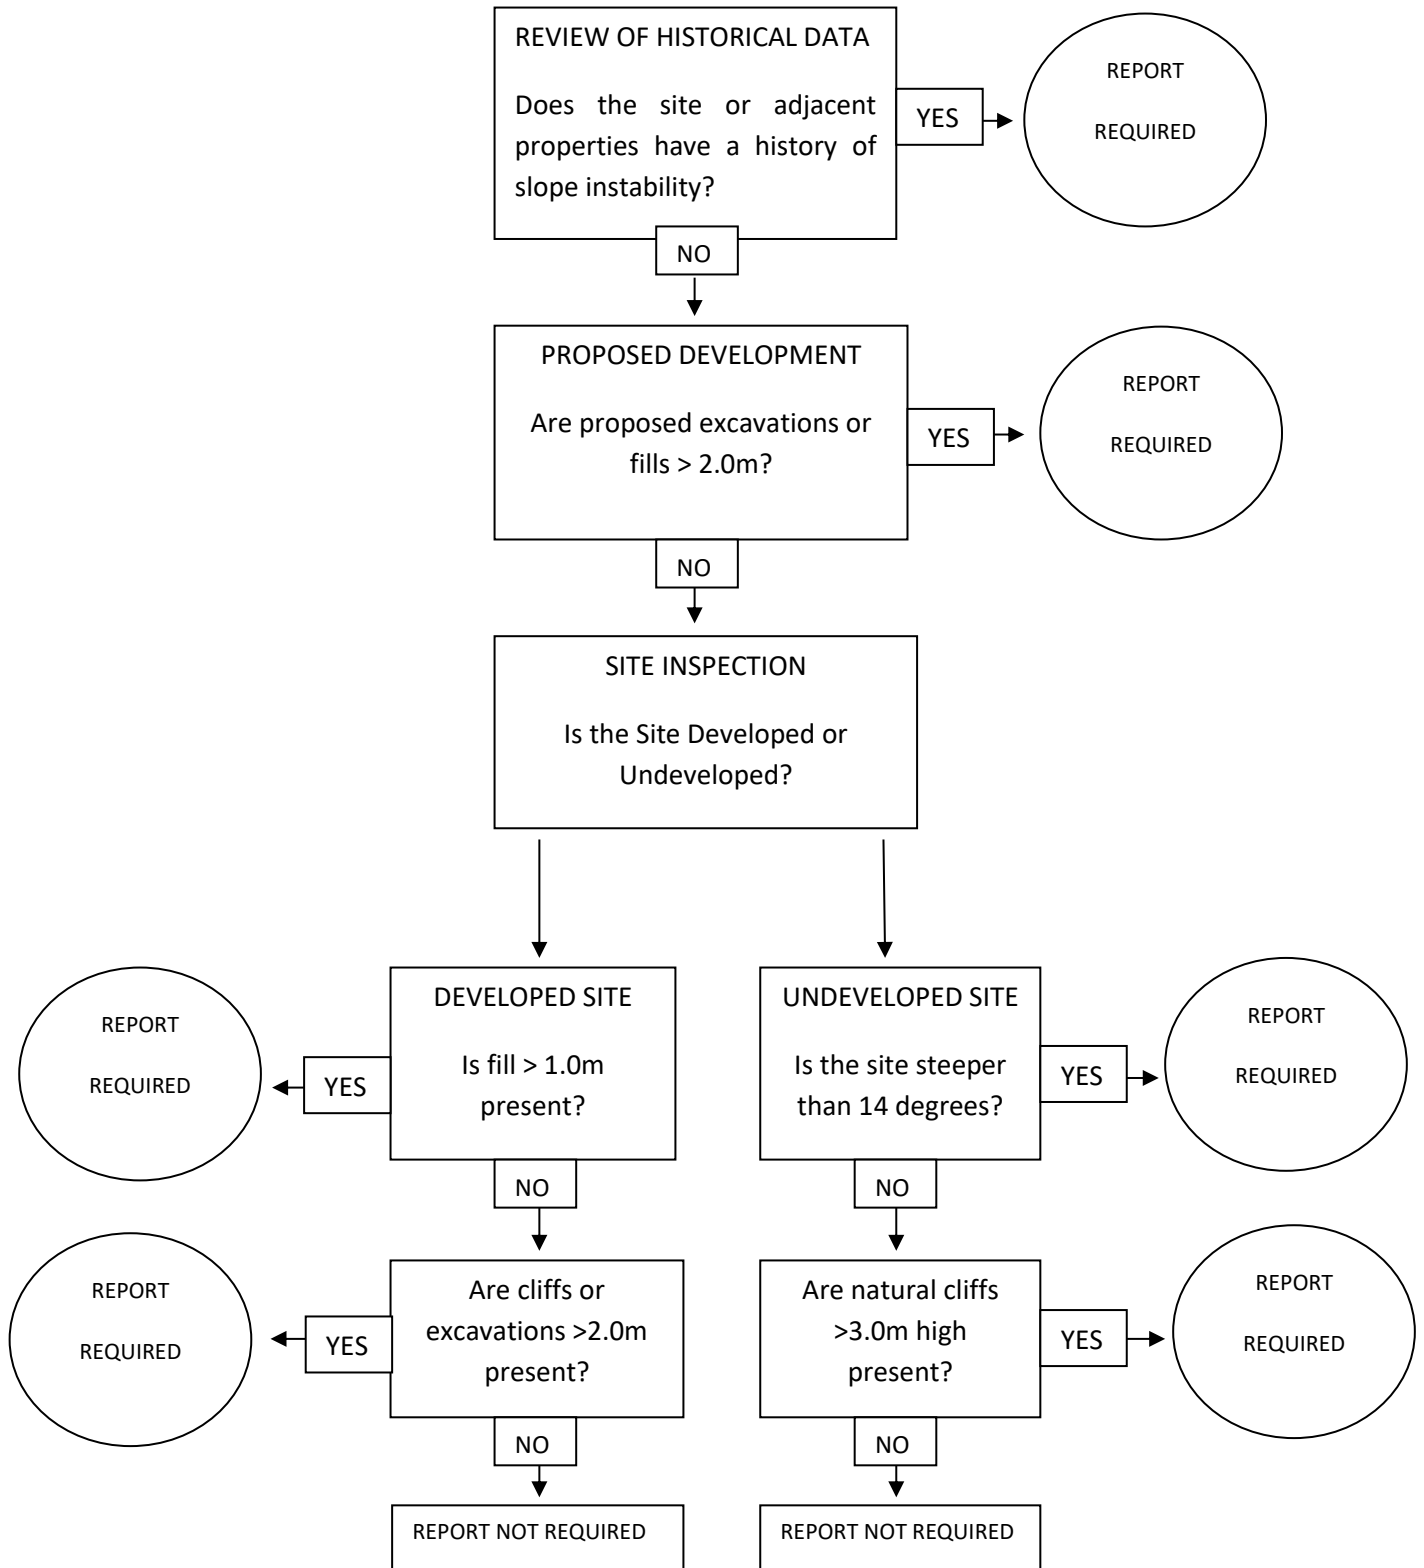 REVIEW OF HISTORICAL DATA
Does the site or adjacent
properties have a history of
slope instability?
YES
REPORT
REQUIRED
NO
PROPOSED DEVELOPMENT
Are proposed excavations or
fills > 2.0m?
YES
REPORT
REQUIRED
NO
SITE INSPECTION
Is the Site Developed or
Undeveloped?
DEVELOPED SITE
Is fill > 1.0m
present?
YES
REPORT
REQUIRED
NO
Are cliffs or
excavations >2.0m
present?
YES
REPORT
REQUIRED
NO
REPORT NOT REQUIRED
UNDEVELOPED SITE
Is the site steeper
than 14 degrees?
YES
REPORT
REQUIRED
NO
Are natural cliffs
>3.0m high
present?
YES
REPORT
REQUIRED
NO
REPORT NOT REQUIRED